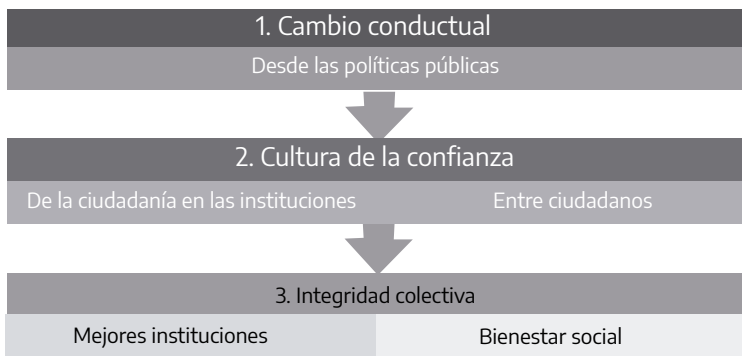 1. Cambio conductual
Desde las políticas públicas
2. Cultura de la confianza
De la ciudadanía en las instituciones
Entre ciudadanos
3. Integridad colectiva
Mejores instituciones
Bienestar social